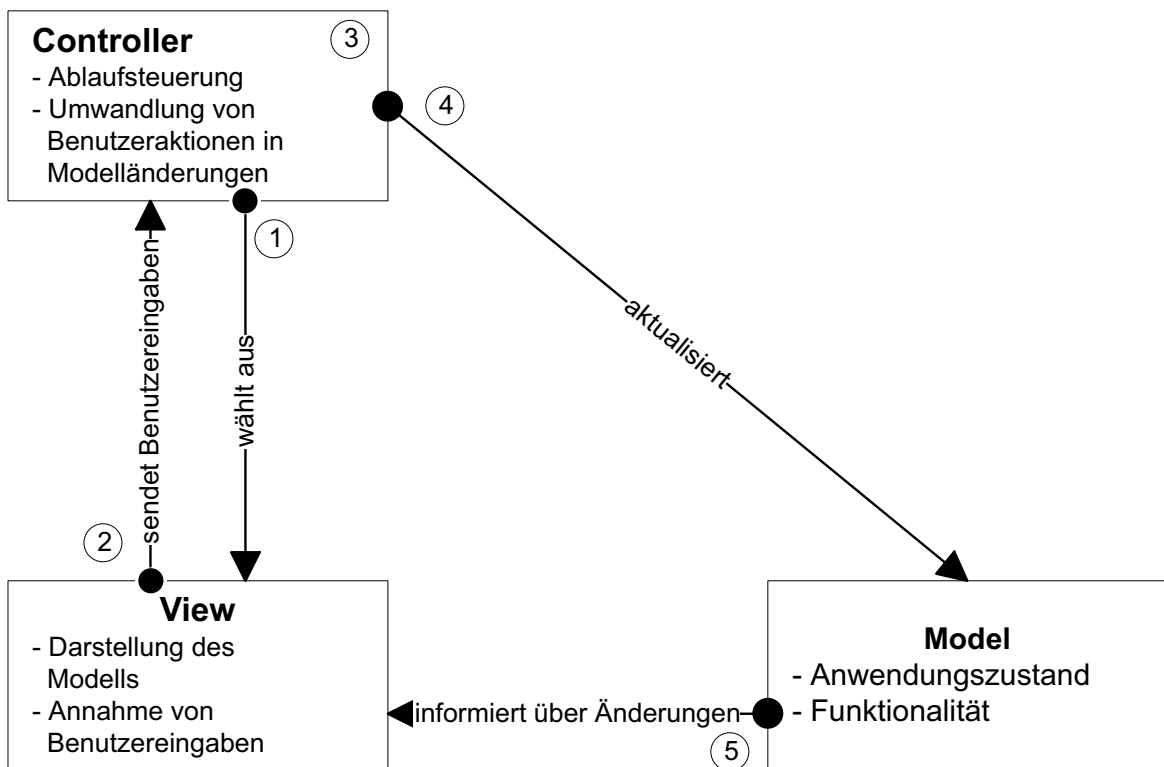 Controller
3
- Ablaufsteuerung
- Umwandlung von
Benutzeraktionen in
Modelländerungen
4
1
sendet Benutzereingaben
wählt aus
aktualisiert
2
View
- Darstellung des
Modells
- Annahme von
Benutzereingaben
informiert über Änderungen
5
Model
- Anwendungszustand
- Funktionalität